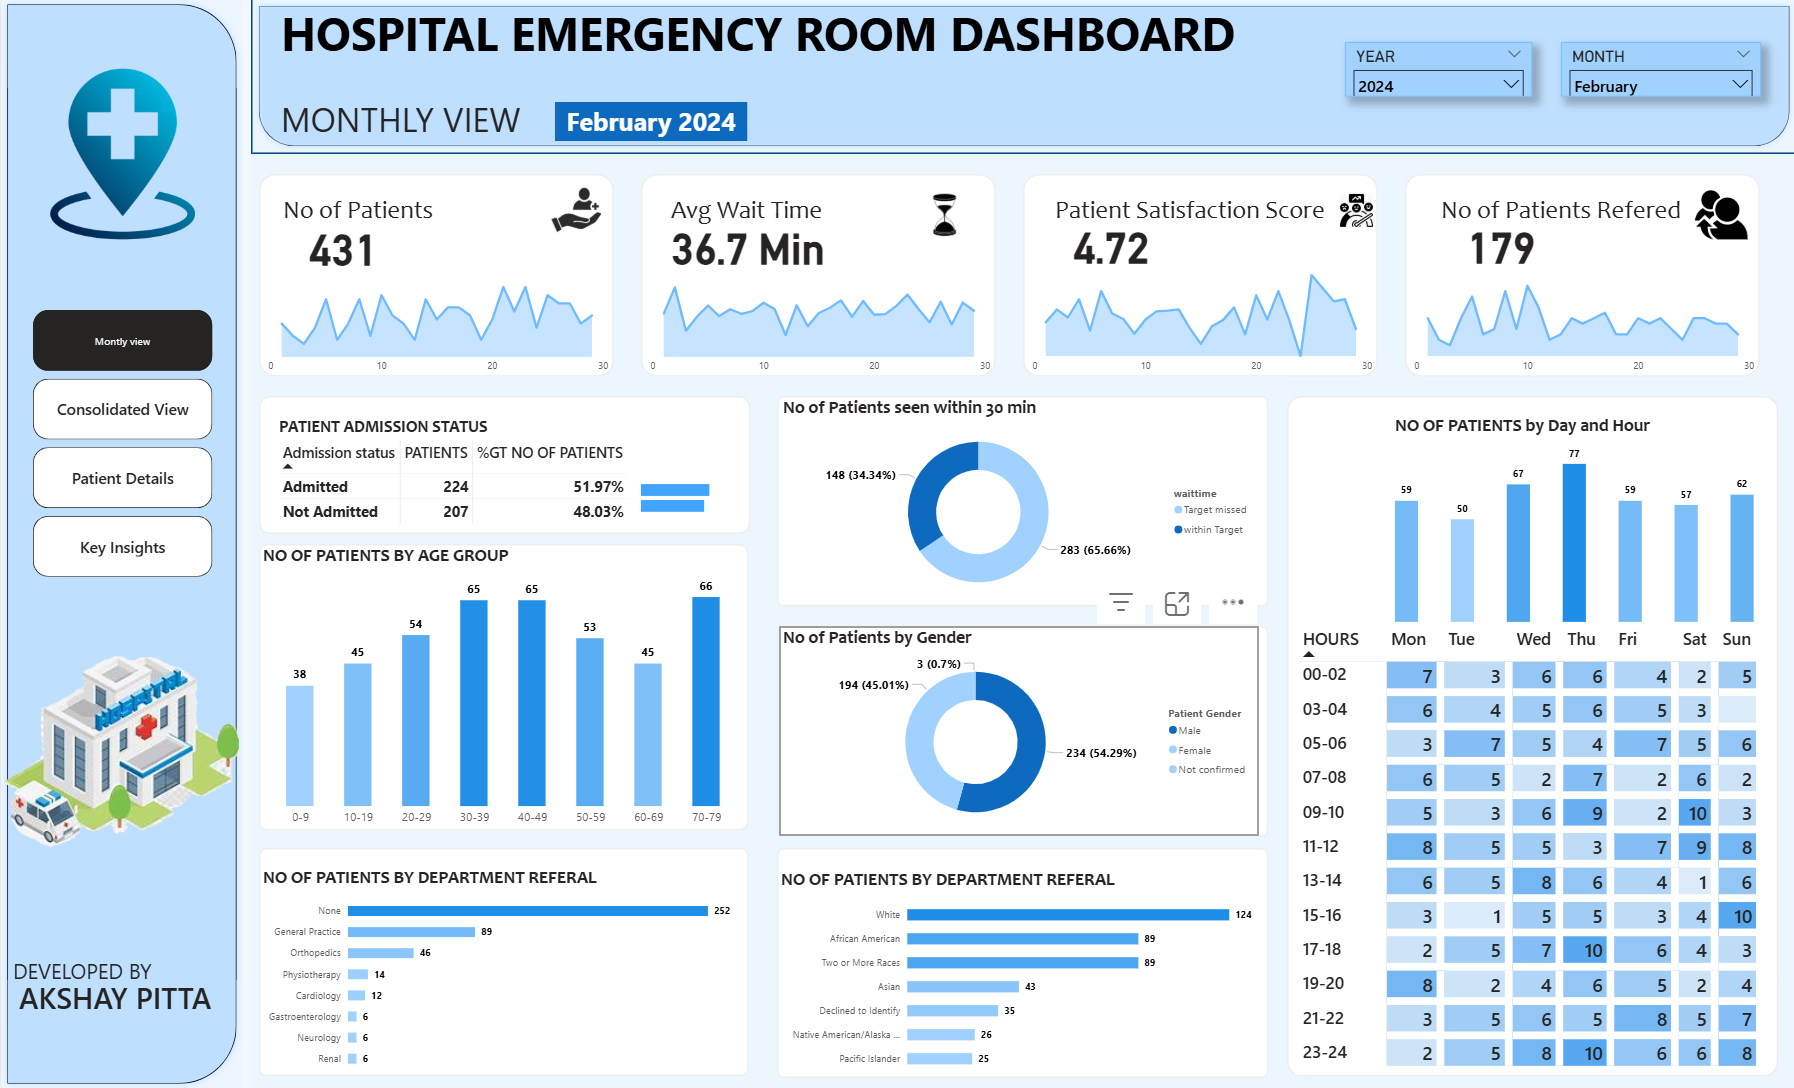 HOSPITAL EMERGENCY ROOM DASHBOARD
MONTHLY VIEW
February 2024
YEAR
2024
MONTH
February
Montly view
Consolidated View
Patient Details
Key Insights
HOSPITAL
DEVELOPED BY
AKSHAY PITTA
No of Patients
431
0 10 20 30
Avg Wait Time
36.7 Min
0 10 20 30
Patient Satisfaction Score
4.72
0 10 20 30
No of Patients Refered
179
0 10 20 30
PATIENT ADMISSION STATUS
Admission status PATIENTS %GT NO OF PATIENTS
Admitted 224 51.97%
Not Admitted 207 48.03%
NO OF PATIENTS BY AGE GROUP
38 45 54 65 65 53 45 66
0-9 10-19 20-29 30-39 40-49 50-59 60-69 70-79
NO OF PATIENTS BY DEPARTMENT REFERAL
None 252
General Practice 89
Orthopedics 46
Physiotherapy 14
Cardiology 12
Gastroenterology 6
Neurology 6
Renal 6
No of Patients seen within 30 min
148 (34.34%)
283 (65.66%)
waittime
Target missed
within Target
No of Patients by Gender
3 (0.7%)
194 (45.01%)
234 (54.29%)
Patient Gender
Male
Female
Not confirmed
NO OF PATIENTS BY DEPARTMENT REFERAL
White 124
African American 89
Two or More Races 89
Asian 43
Declined to Identify 35
Native American/Alaska ... 26
Pacific Islander 25
NO OF PATIENTS by Day and Hour
59 50 67 77 59 57 62
HOURS Mon Tue Wed Thu Fri Sat Sun
00-02 7 3 6 6 4 2 5
03-04 6 4 5 6 5 3
05-06 3 7 5 4 7 5 6
07-08 6 5 2 7 2 6 2
09-10 5 3 6 9 2 10 3
11-12 8 5 5 3 7 9 8
13-14 6 5 8 6 4 1 6
15-16 3 1 5 5 3 4 10
17-18 2 5 7 10 6 4 3
19-20 8 2 4 6 5 2 4
21-22 3 5 6 5 8 5 7
23-24 2 5 8 10 6 6 8